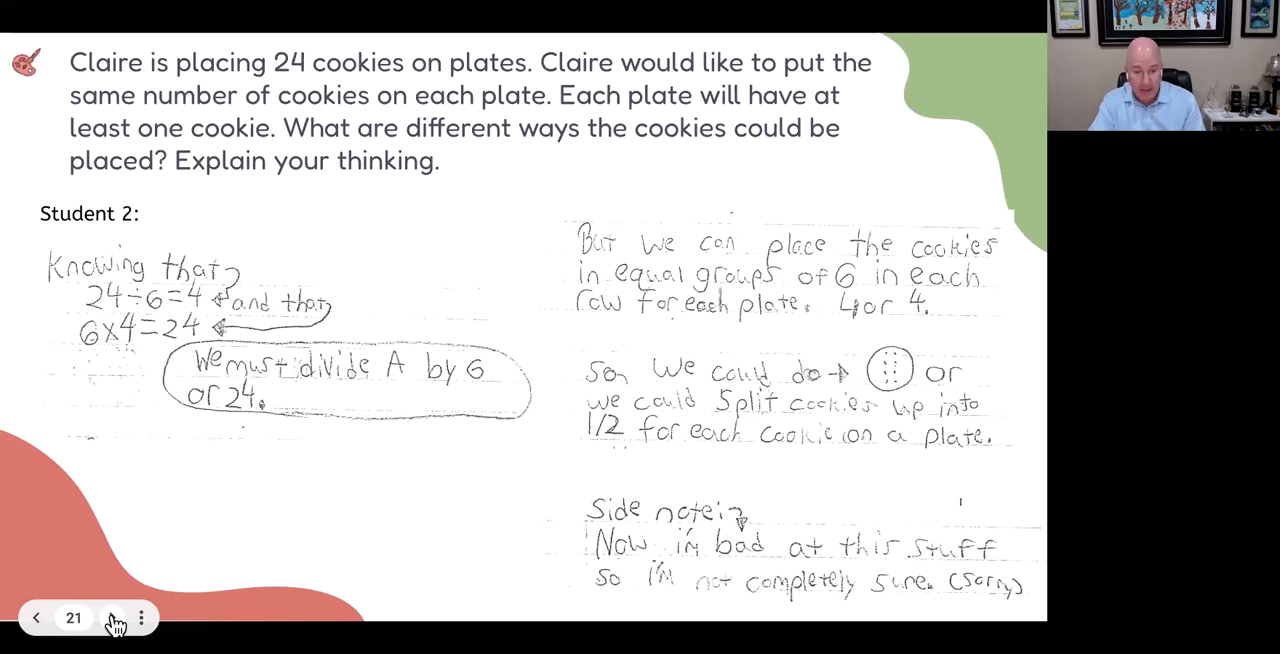 Claire is placing 24 cookies on plates. Claire would like to put the
same number of cookies on each plate. Each plate will have at
least one cookie. What are different ways the cookies could be
placed? Explain your thinking.
Student 2:
Knowing that
24÷6=4 and that
6x4=24
We must divide A by 6
or 24.
But we can place the cookies
in equal groups of 6 in each
row for each plate. 4 or 4.
So, we could do or
we could split cookies up into
1/2 for each cookie on a plate.
Side note:
Now i'm bad at this stuff
so i'm not completely sure. (sorry)
21